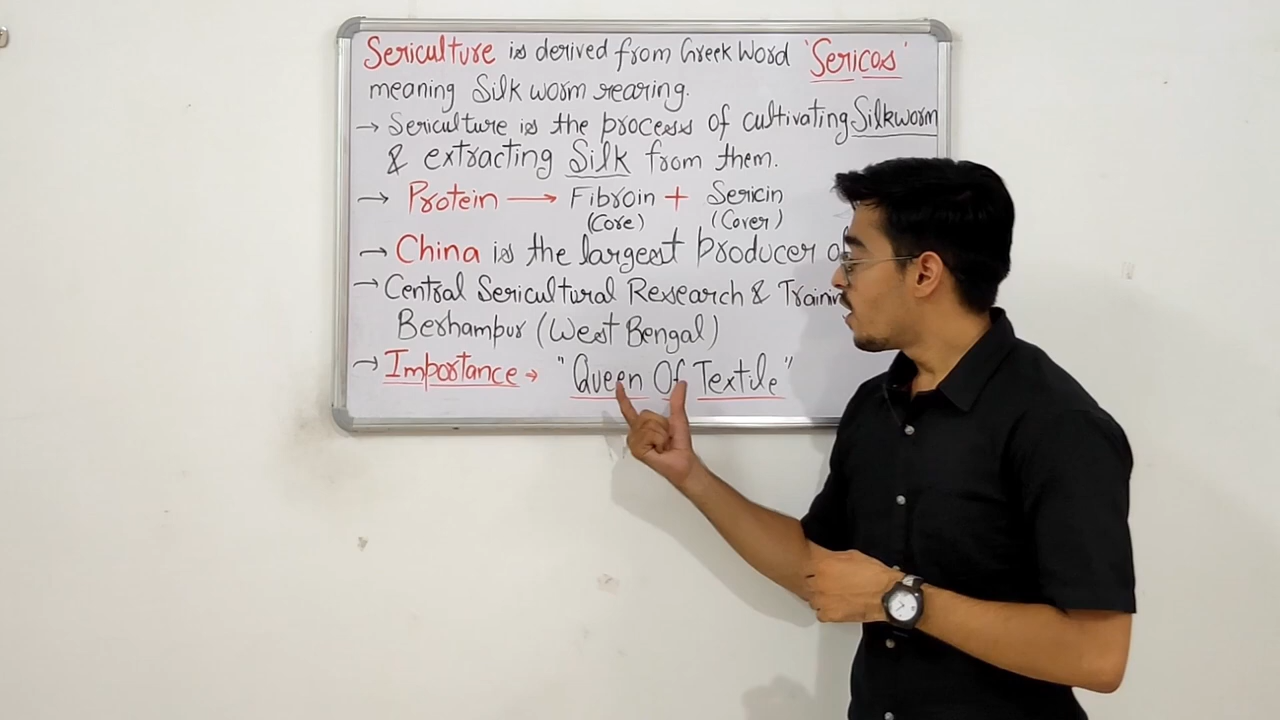 Sericulture is derived from Greek Word 'Sericos'
meaning Silk worm rearing.
→ Sericulture is the process of cultivating Silkworm
& extracting Silk from them.
→ Protein → Fibroin + Sericin
(Core) (Cover)
→ China is the largest producer of
→ Central Sericultural Research & Trainin
Berhampur (West Bengal)
→ Importance → "Queen Of Textile"